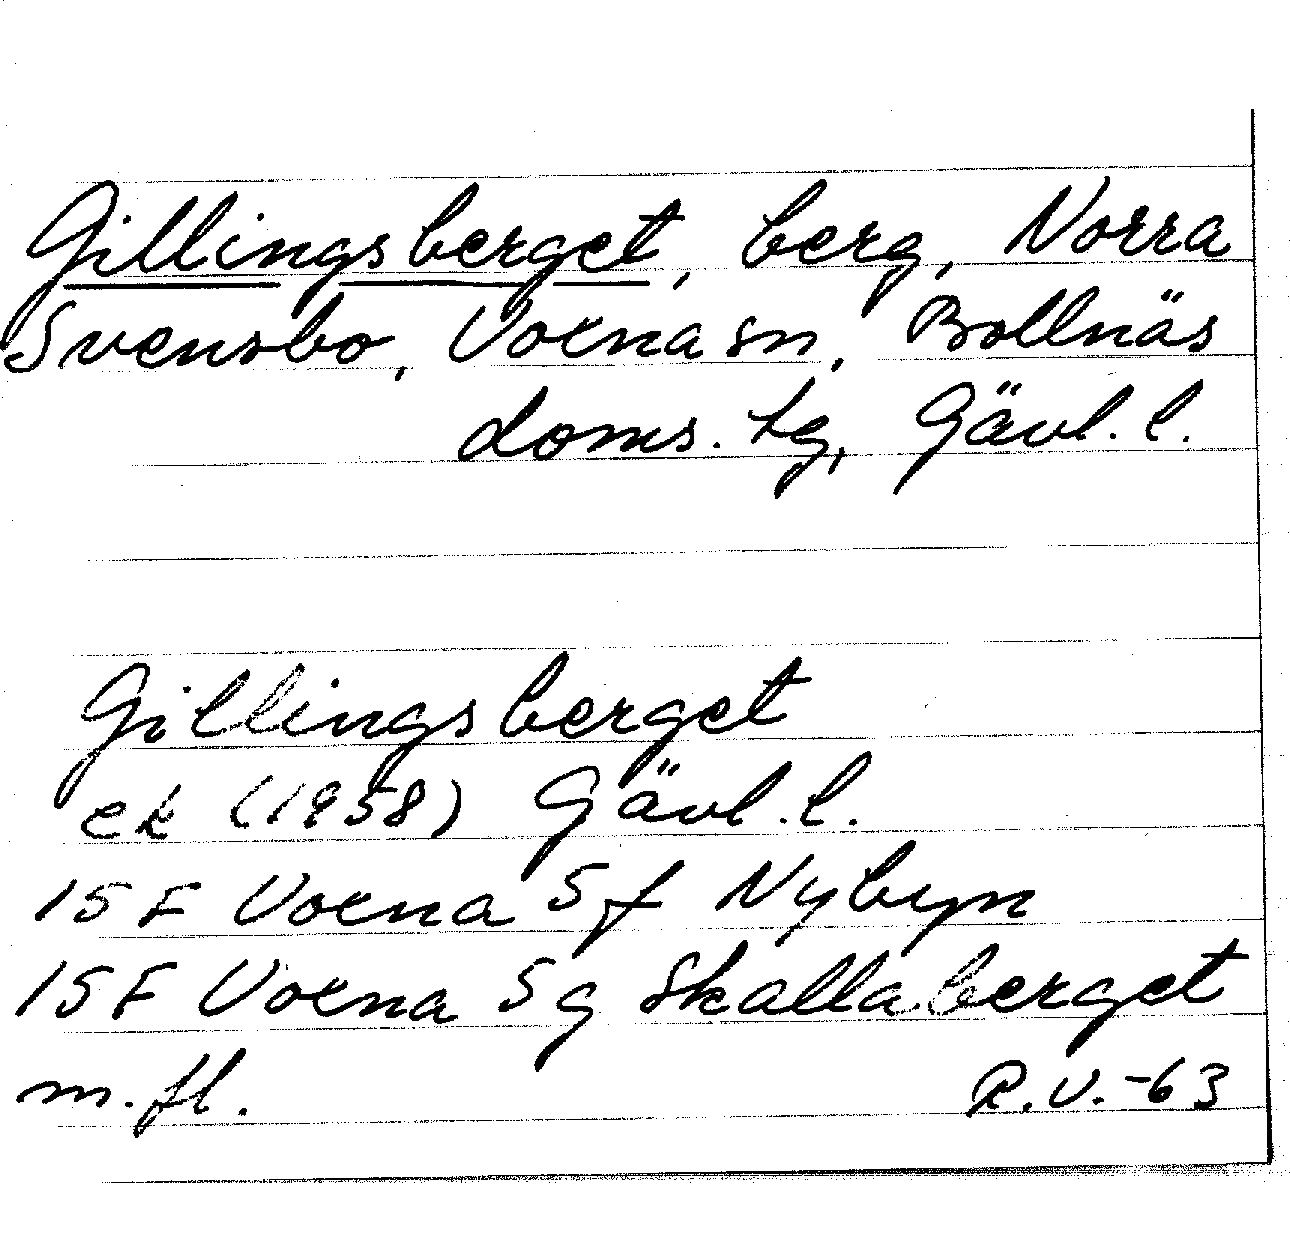 Gillingsberget, berg, Norra
Svensbo, Voxna sn, Bollnäs
doms. tg, Gävl. l.
Gillingsberget
ek (1958) Gävl. l.
15 F Voxna 5 f Nybyn
15 F Voxna 5 g Skallaberget
m. fl. R.V.-63